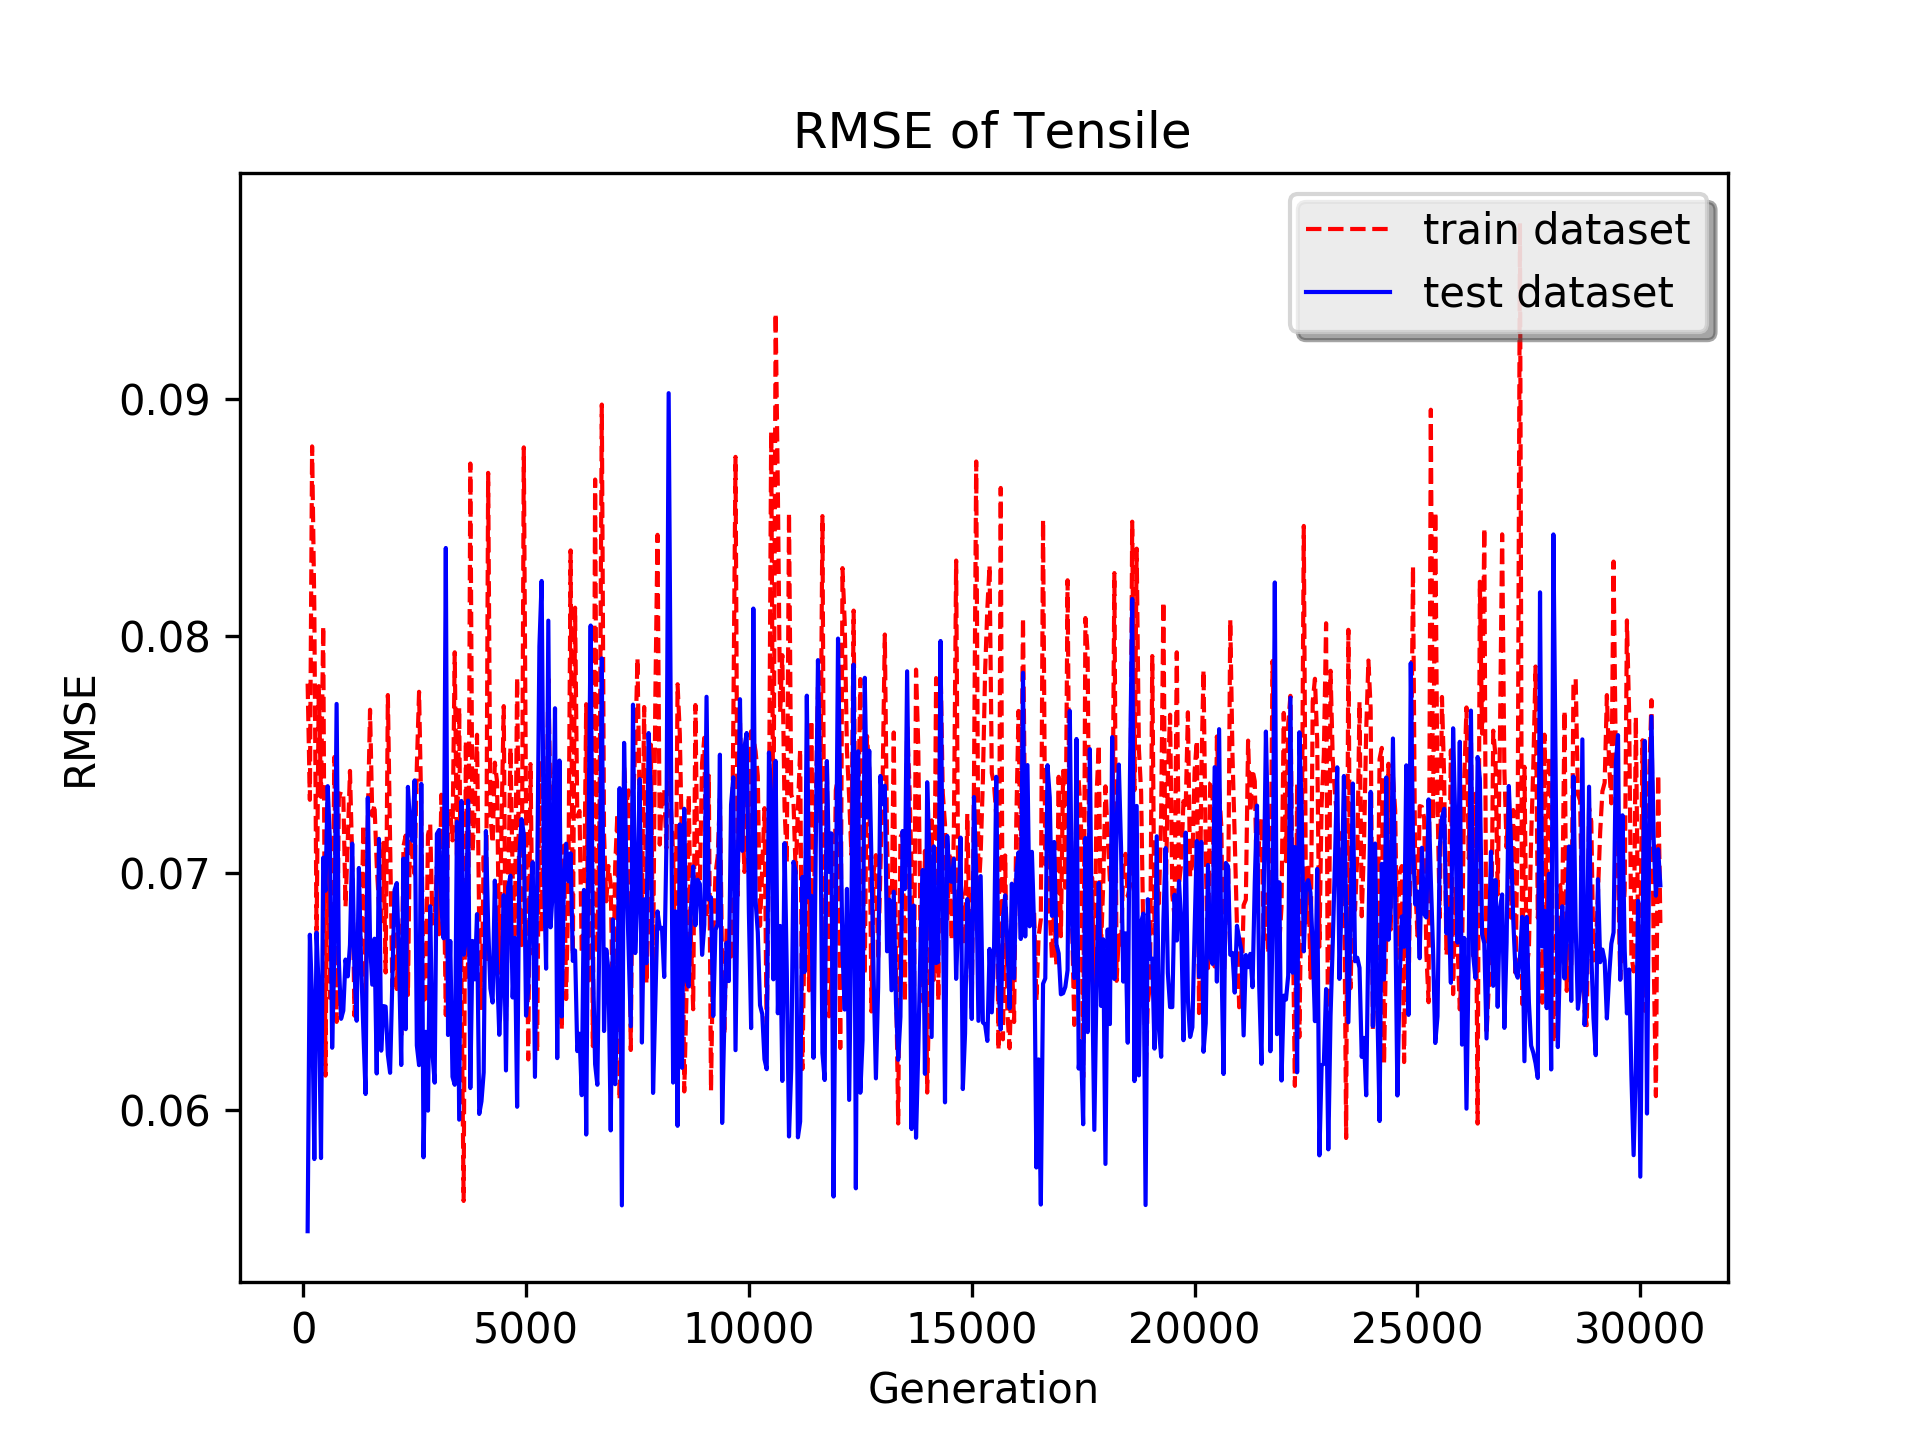 RMSE of Tensile
train dataset
test dataset
0.09
0.08
0.07
0.06
RMSE
0 5000 10000 15000 20000 25000 30000
Generation